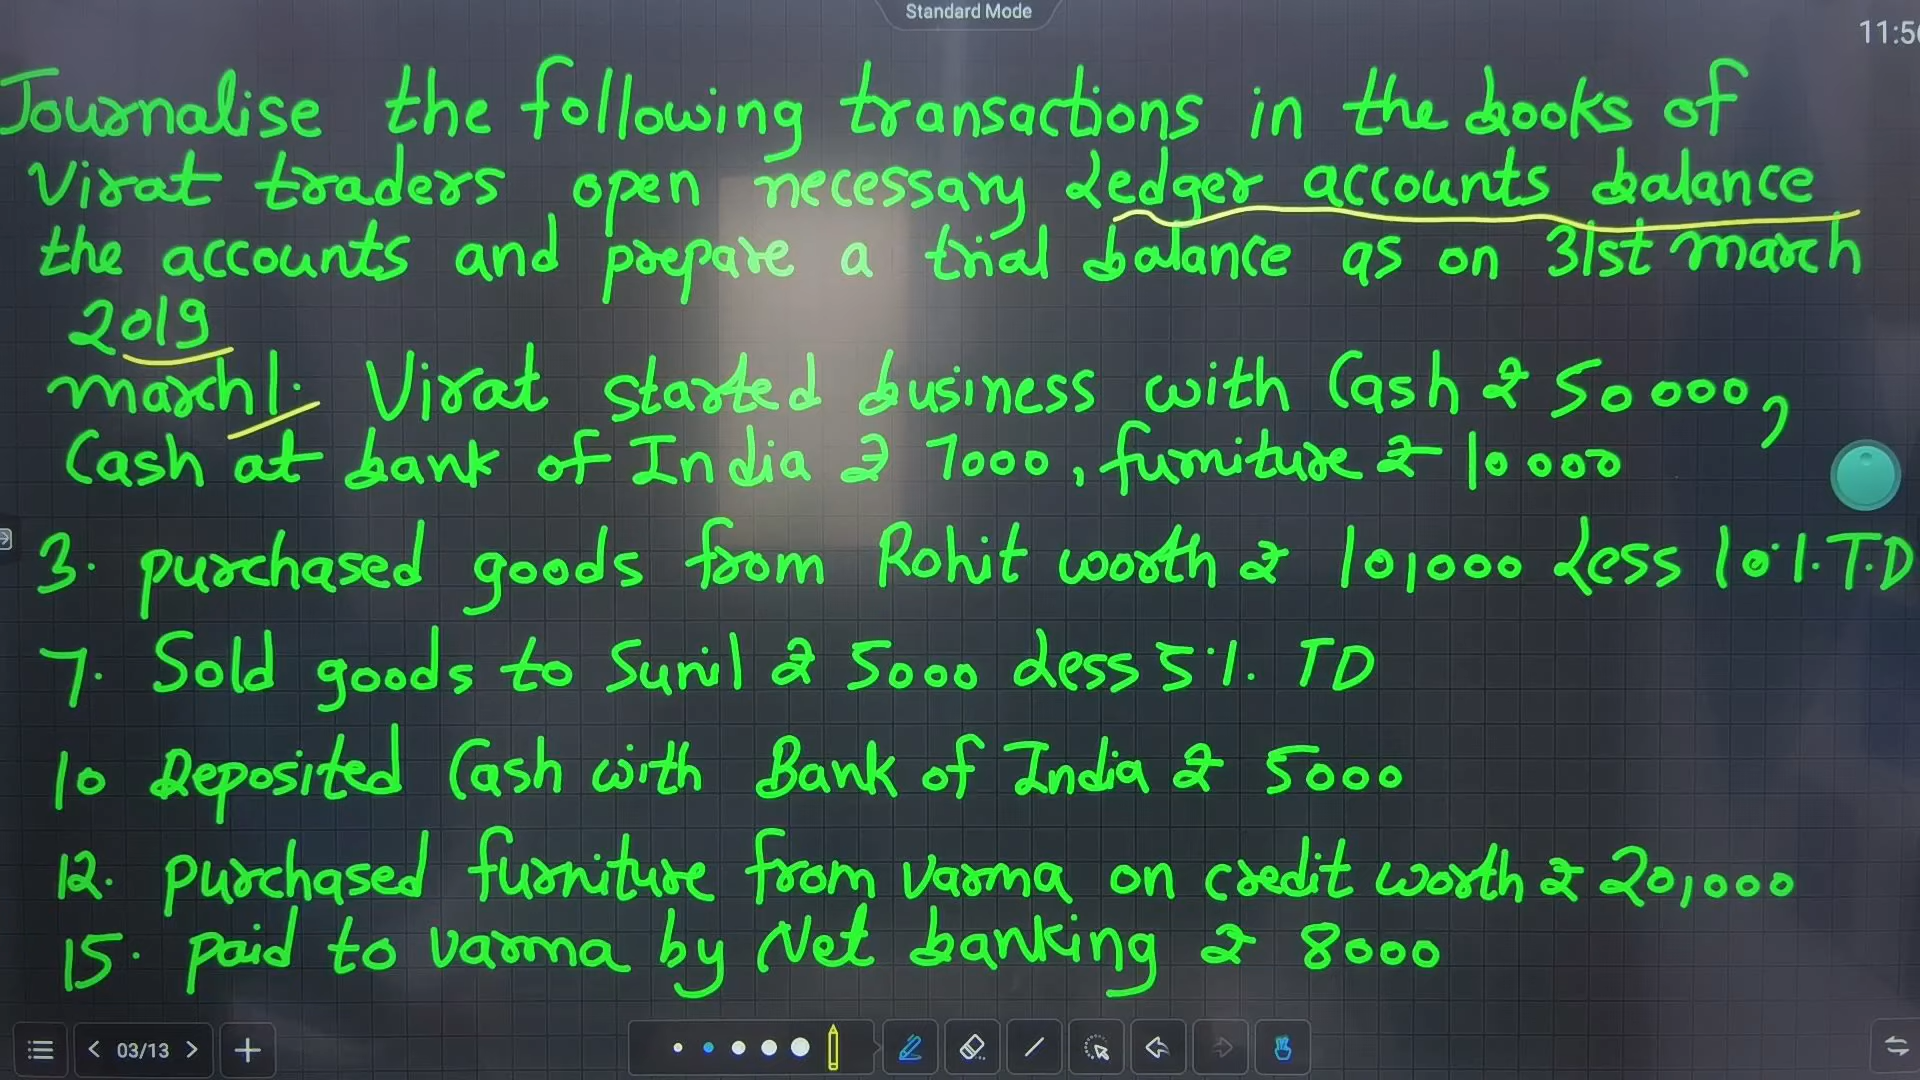 Standard Mode
11:5
Journalise the following transactions in the books of
Virat traders open necessary Ledger accounts balance
the accounts and prepare a trial balance as on 31st march
2019
march 1. Virat started business with Cash ₹ 50000,
Cash at bank of India ₹ 7000, furniture ₹ 10000
3. purchased goods from Rohit worth ₹ 10,000 Less 10%. T.D
7. Sold goods to Sunil ₹ 5000 Less 5%. TD
10 Deposited Cash with Bank of India ₹ 5000
12. purchased furniture from varma on credit worth ₹ 20,000
15. paid to varma by Net banking ₹ 8000
03/13